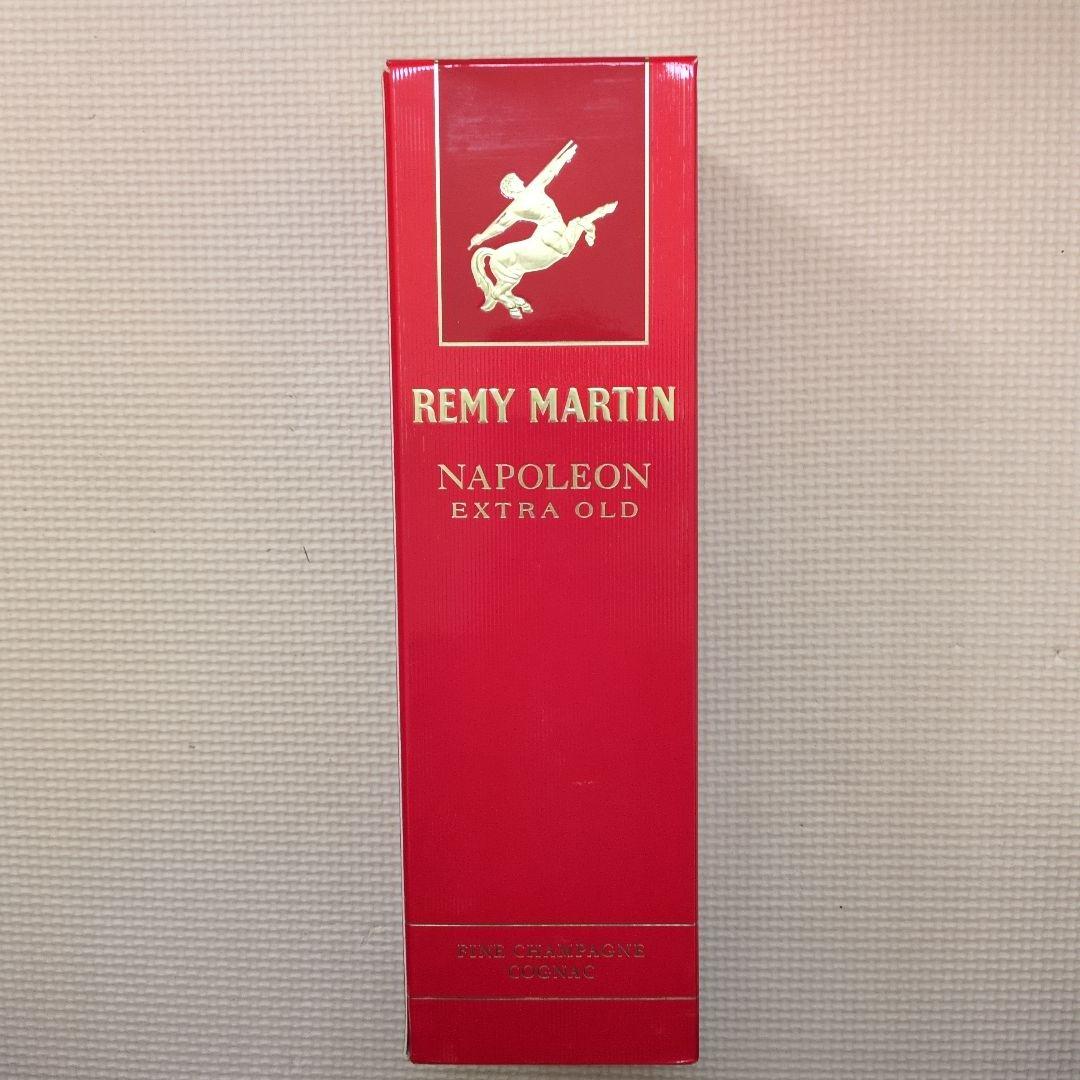 REMY MARTIN
NAPOLEON
EXTRA OLD
FINE CHAMPAGNE
COGNAC